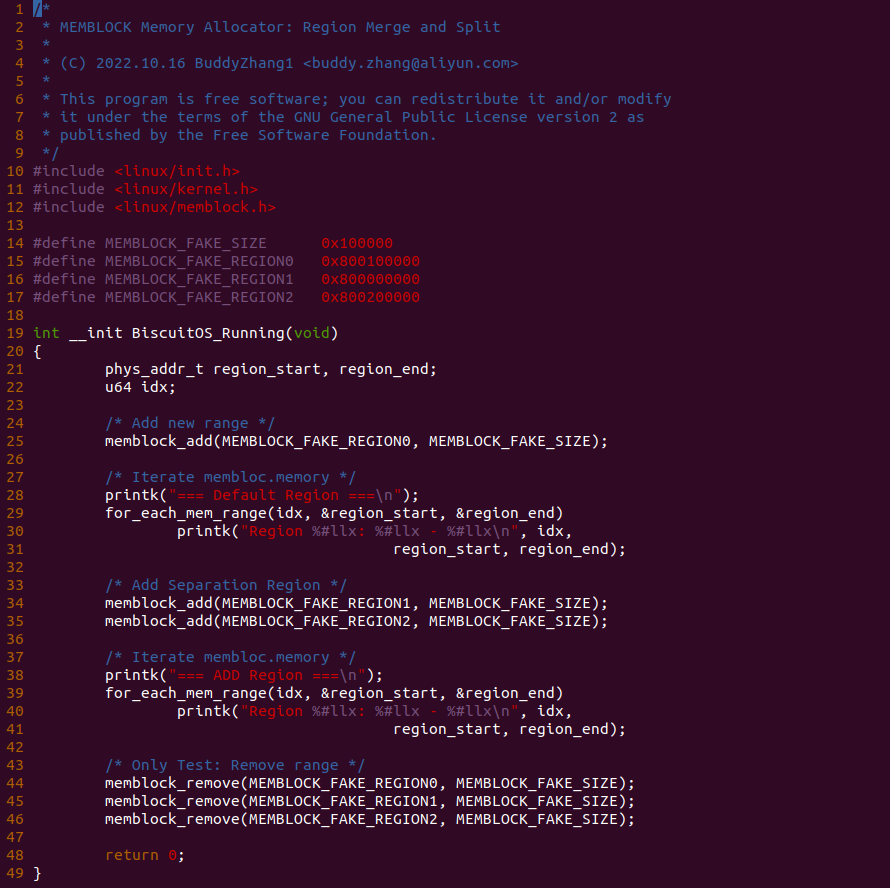 1 /*
2  * MEMBLOCK Memory Allocator: Region Merge and Split
3  *
4  * (C) 2022.10.16 BuddyZhang1 <buddy.zhang@aliyun.com>
5  *
6  * This program is free software; you can redistribute it and/or modify
7  * it under the terms of the GNU General Public License version 2 as
8  * published by the Free Software Foundation.
9  */
10 #include <linux/init.h>
11 #include <linux/kernel.h>
12 #include <linux/memblock.h>
13
14 #define MEMBLOCK_FAKE_SIZE      0x100000
15 #define MEMBLOCK_FAKE_REGION0   0x800100000
16 #define MEMBLOCK_FAKE_REGION1   0x800000000
17 #define MEMBLOCK_FAKE_REGION2   0x800200000
18
19 int __init BiscuitOS_Running(void)
20 {
21         phys_addr_t region_start, region_end;
22         u64 idx;
23
24         /* Add new range */
25         memblock_add(MEMBLOCK_FAKE_REGION0, MEMBLOCK_FAKE_SIZE);
26
27         /* Iterate membloc.memory */
28         printk("=== Default Region ===\n");
29         for_each_mem_range(idx, &region_start, &region_end)
30                 printk("Region %#llx: %#llx - %#llx\n", idx,
31                                         region_start, region_end);
32
33         /* Add Separation Region */
34         memblock_add(MEMBLOCK_FAKE_REGION1, MEMBLOCK_FAKE_SIZE);
35         memblock_add(MEMBLOCK_FAKE_REGION2, MEMBLOCK_FAKE_SIZE);
36
37         /* Iterate membloc.memory */
38         printk("=== ADD Region ===\n");
39         for_each_mem_range(idx, &region_start, &region_end)
40                 printk("Region %#llx: %#llx - %#llx\n", idx,
41                                         region_start, region_end);
42
43         /* Only Test: Remove range */
44         memblock_remove(MEMBLOCK_FAKE_REGION0, MEMBLOCK_FAKE_SIZE);
45         memblock_remove(MEMBLOCK_FAKE_REGION1, MEMBLOCK_FAKE_SIZE);
46         memblock_remove(MEMBLOCK_FAKE_REGION2, MEMBLOCK_FAKE_SIZE);
47
48         return 0;
49 }